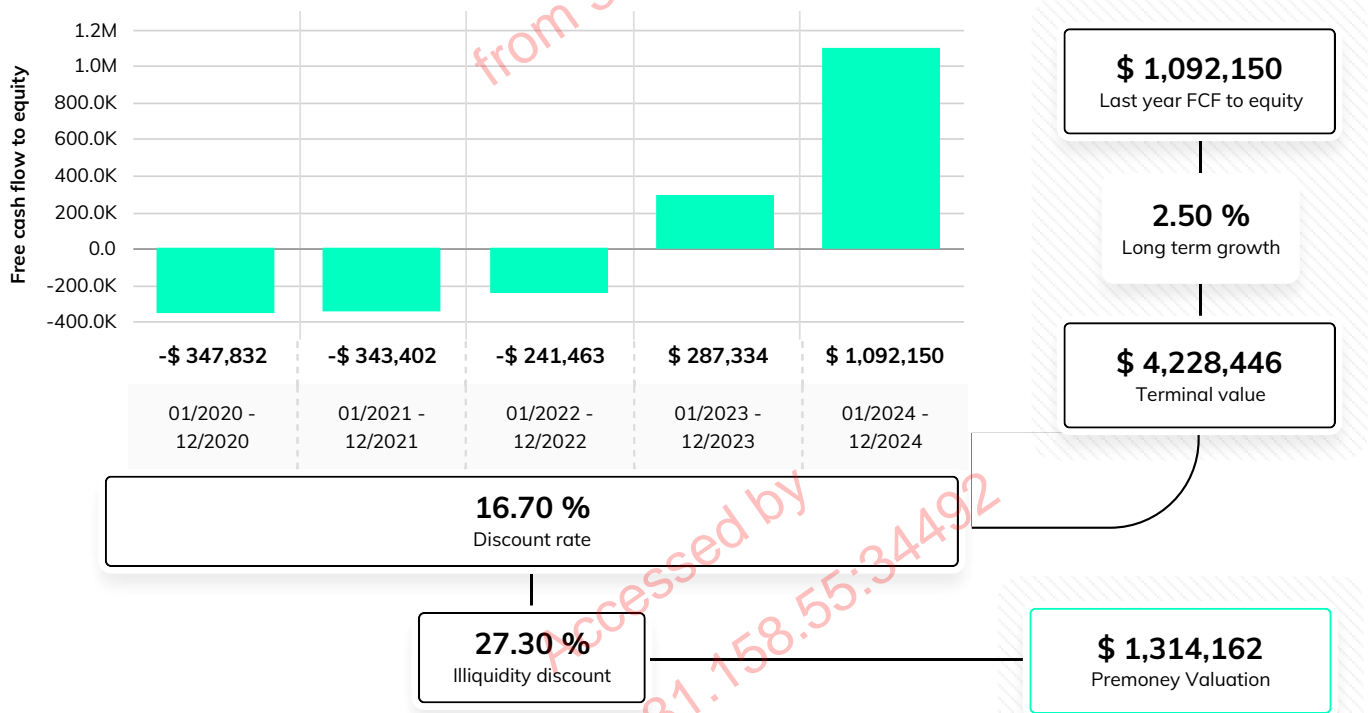 from
Free cash flow to equity
1.2M
1.0M
800.0K
600.0K
400.0K
200.0K
0.0
-200.0K
-400.0K
-$ 347,832
-$ 343,402
-$ 241,463
$ 287,334
$ 1,092,150
01/2020 -
12/2020
01/2021 -
12/2021
01/2022 -
12/2022
01/2023 -
12/2023
01/2024 -
12/2024
$ 1,092,150
Last year FCF to equity
2.50 %
Long term growth
$ 4,228,446
Terminal value
16.70 %
Discount rate
27.30 %
Illiquidity discount
$ 1,314,162
Premoney Valuation
Accessed by
31.158.55:34492